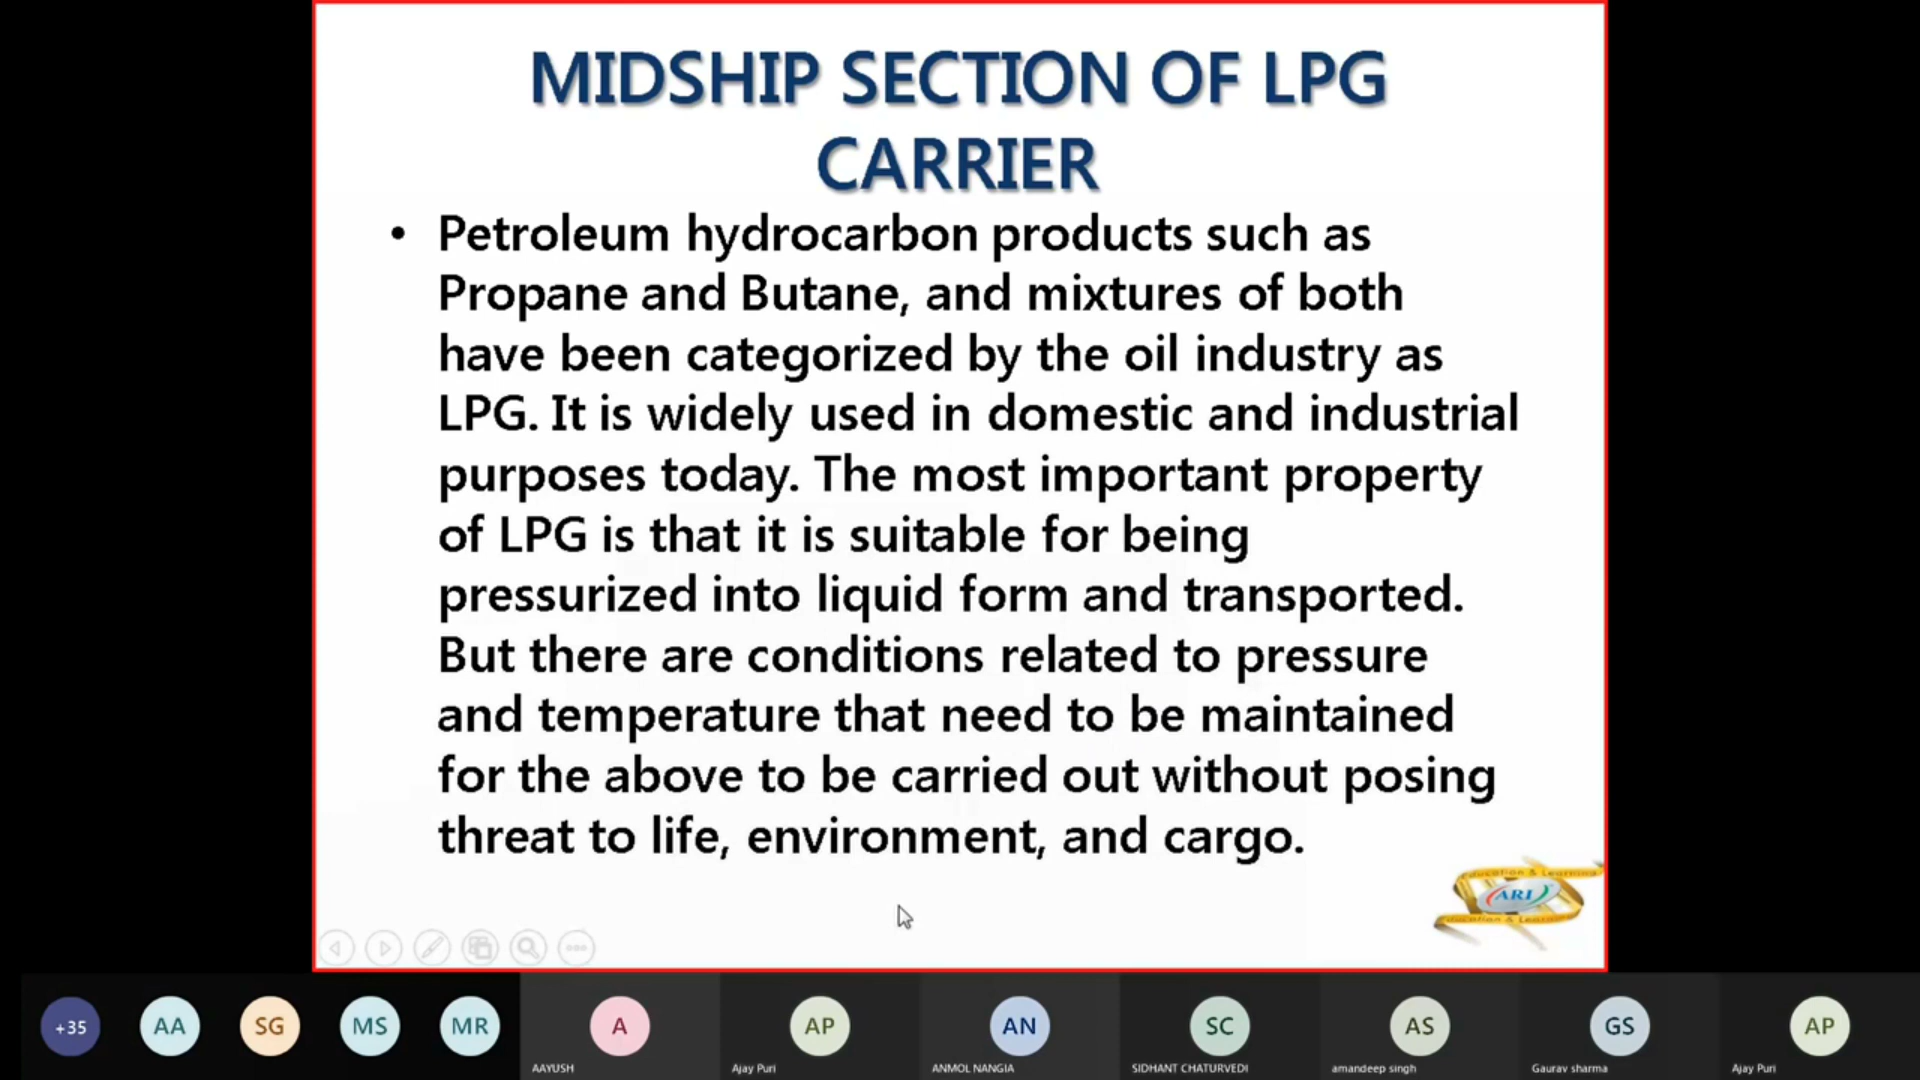 MIDSHIP SECTION OF LPG
CARRIER
• Petroleum hydrocarbon products such as
Propane and Butane, and mixtures of both
have been categorized by the oil industry as
LPG. It is widely used in domestic and industrial
purposes today. The most important property
of LPG is that it is suitable for being
pressurized into liquid form and transported.
But there are conditions related to pressure
and temperature that need to be maintained
for the above to be carried out without posing
threat to life, environment, and cargo.
Education & Learning
ARI
Education & Learning
+35
AA
SG
MS
MR
A
AP
AN
SC
AS
GS
AP
AAYUSH
Ajay Puri
ANMOL NANGIA
SIDHANT CHATURVEDI
amandeep singh
Gaurav sharma
Ajay Puri